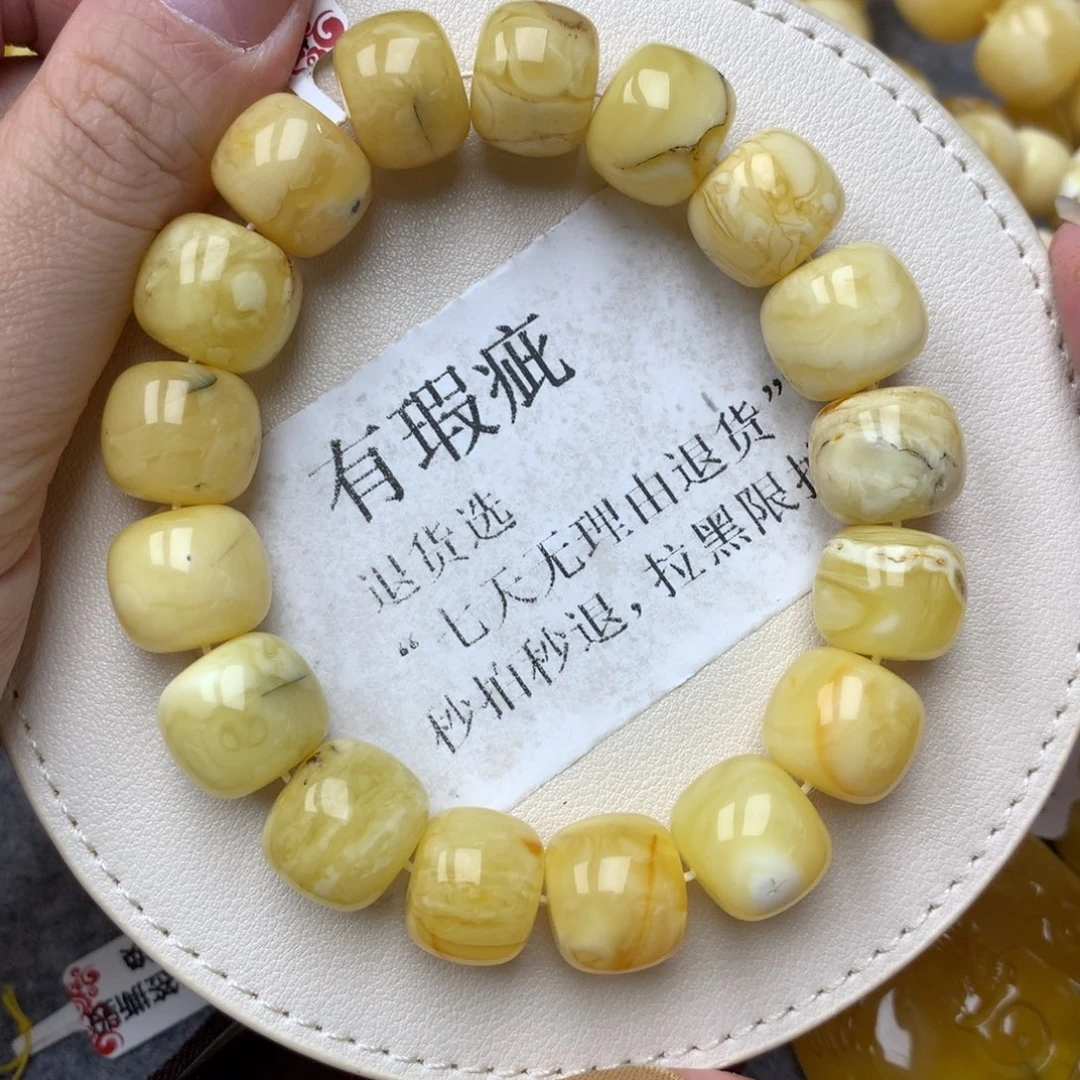 有瑕疵
退货选
“七天无理由退货”
秒拍秒退，拉黑限